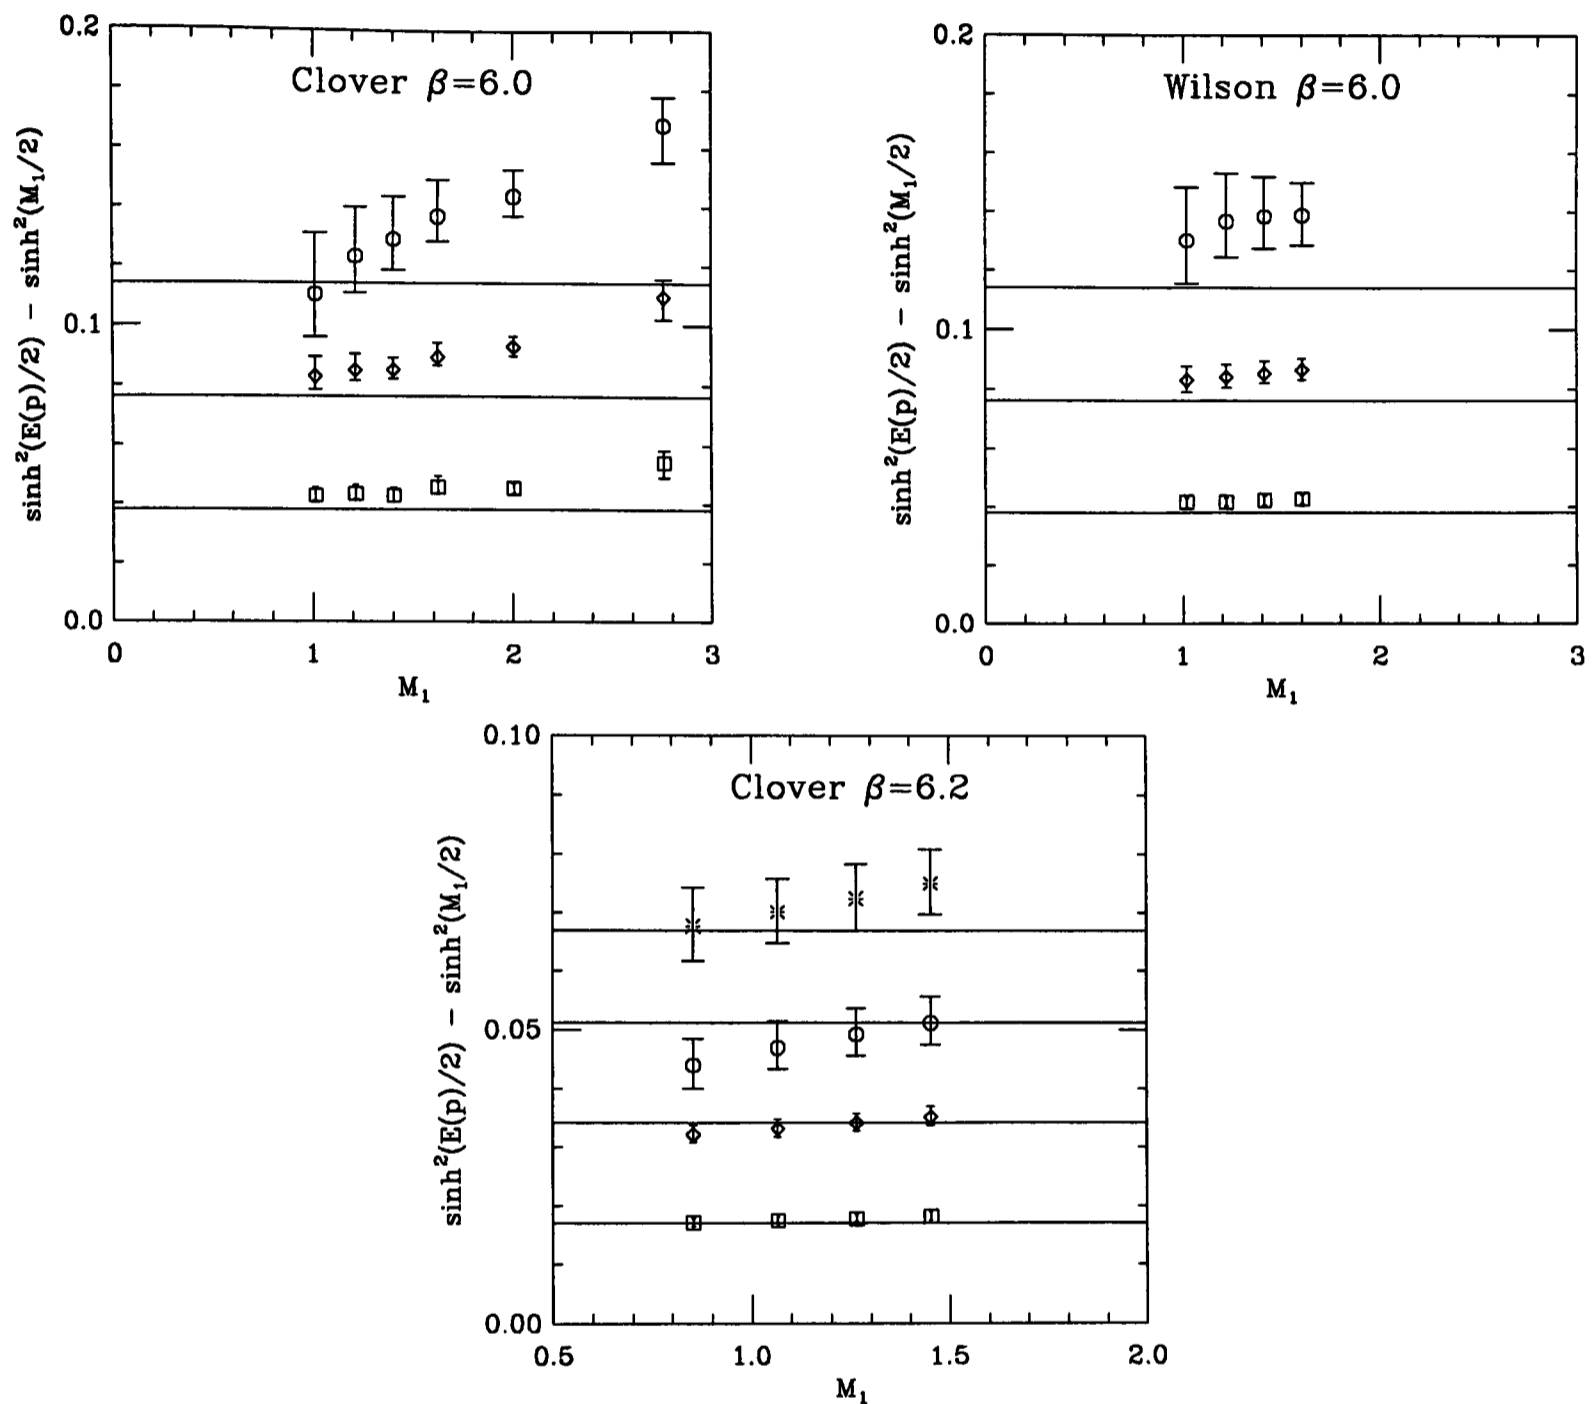 Clover β=6.0
sinh²(E(p)/2) − sinh²(M₁/2)
0.2
0.1
0.0
0 1 2 3
M₁
Wilson β=6.0
sinh²(E(p)/2) − sinh²(M₁/2)
0.2
0.1
0.0
0 1 2 3
M₁
Clover β=6.2
sinh²(E(p)/2) − sinh²(M₁/2)
0.10
0.05
0.00
0.5 1.0 1.5 2.0
M₁